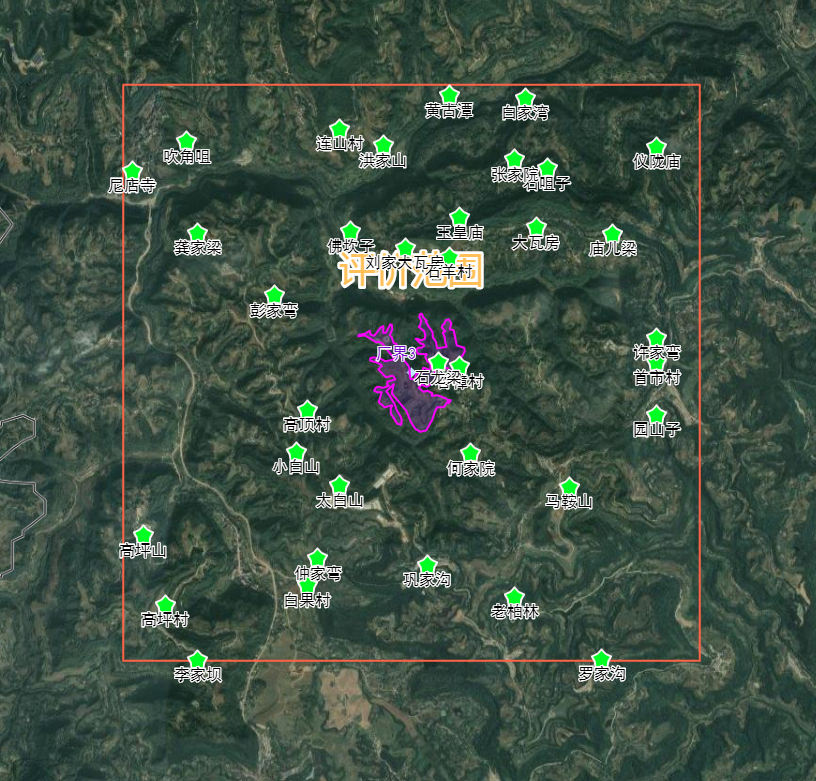 黄古潭
白家湾
连山村
洪家山
吹角咀
仪陇庙
张家院
石咀子
尼店寺
玉皇庙
龚家梁
佛坎子
大瓦房
庙儿梁
刘家大瓦房
石羊村
评价范围
彭家弯
厂界3
许家弯
石龙梁
首市村
高顶村
园山子
小白山
何家院
太白山
马鞍山
高坪山
仲家弯
巩家沟
白果村
老柏林
高坪村
李家坝
罗家沟